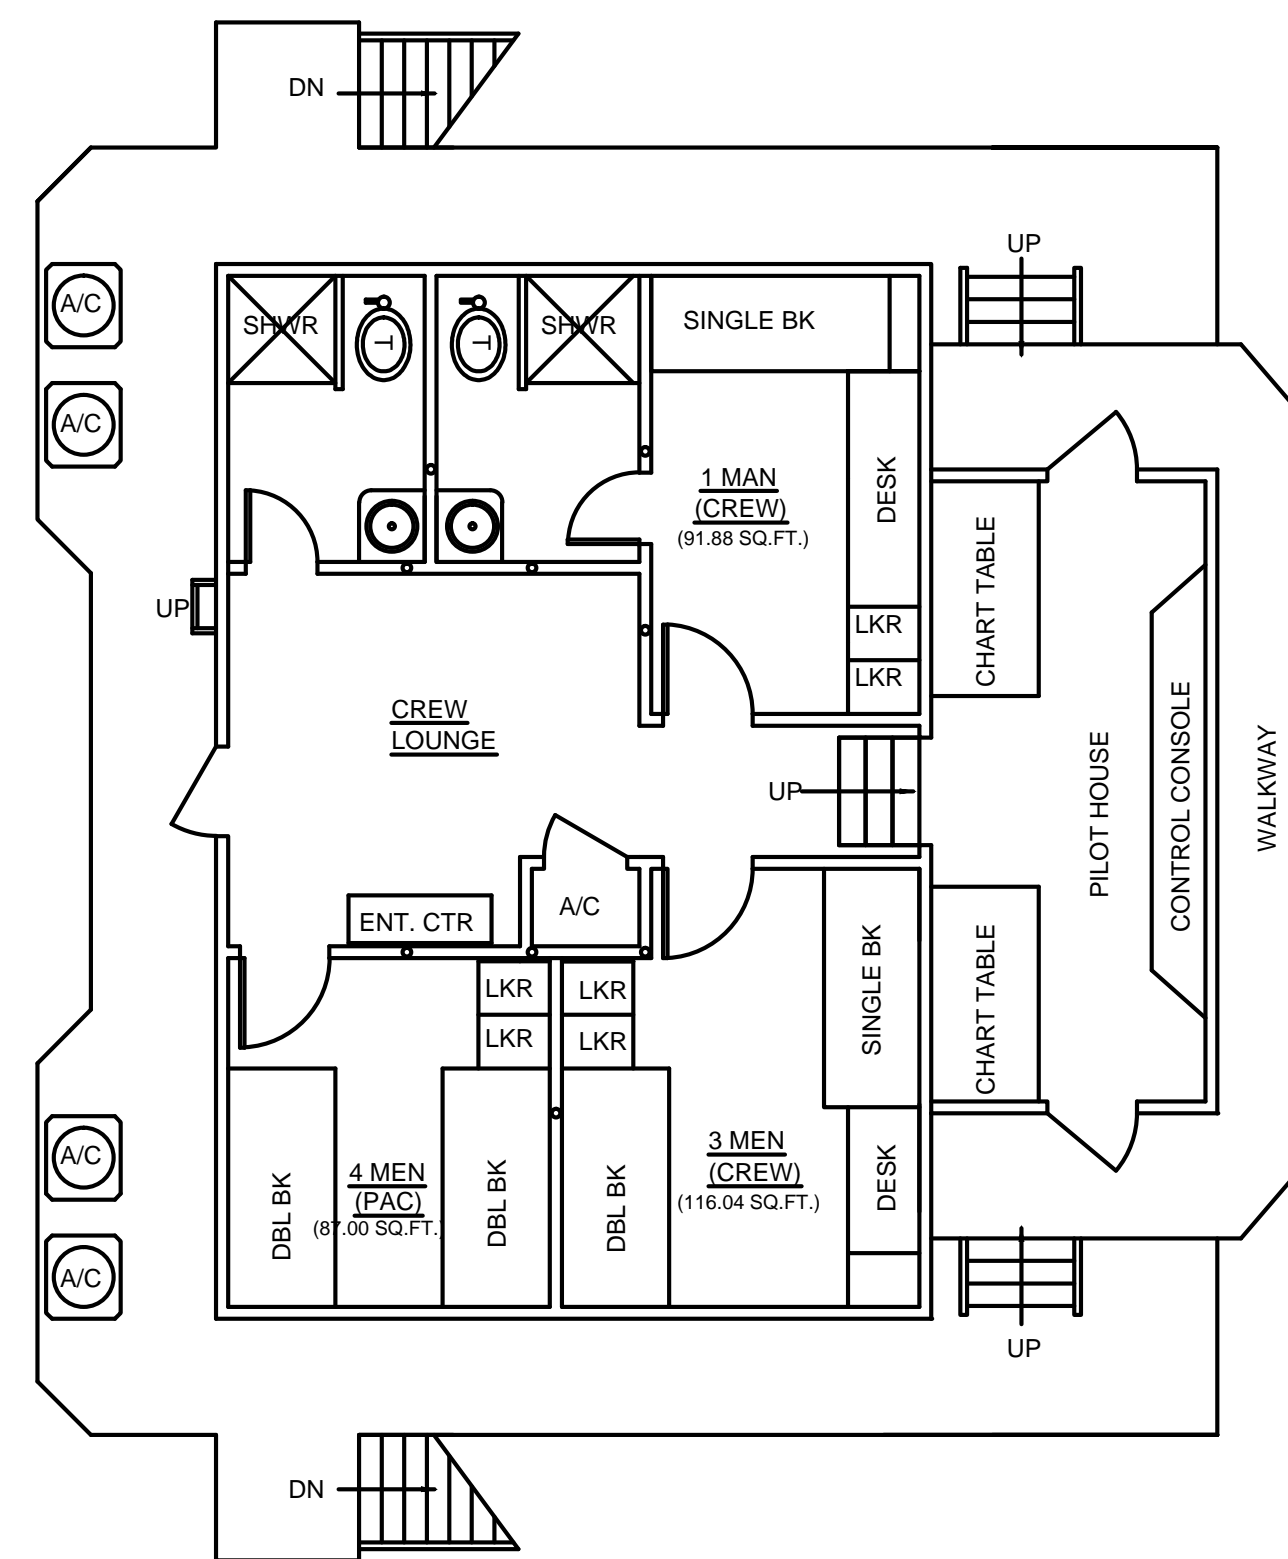 DN
UP
A/C
SHWR
T
T
SHWR
SINGLE BK
A/C
1 MAN
(CREW)
(91.88 SQ.FT.)
DESK
CHART TABLE
UP
LKR
LKR
CREW
LOUNGE
UP
PILOT HOUSE
CONTROL CONSOLE
WALKWAY
ENT. CTR
A/C
SINGLE BK
CHART TABLE
LKR
LKR
LKR
LKR
A/C
DBL BK
4 MEN
(PAC)
(87.00 SQ.FT.)
DBL BK
DBL BK
3 MEN
(CREW)
(116.04 SQ.FT.)
DESK
A/C
UP
DN